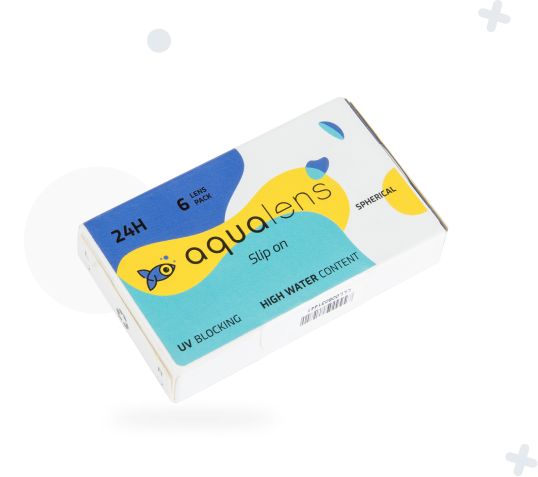 24H
6 LENS
PACK
aqualens
Slip on
SPHERICAL
UV BLOCKING
HIGH WATER CONTENT